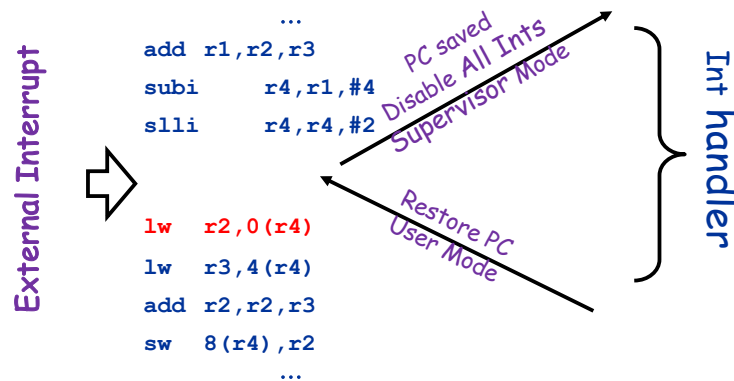 External Interrupt
...
add r1,r2,r3
subi r4,r1,#4
slli r4,r4,#2
PC saved
Disable All Ints
Supervisor Mode
lw r2,0(r4)
lw r3,4(r4)
add r2,r2,r3
sw 8(r4),r2
...
Restore PC
User Mode
Int handler